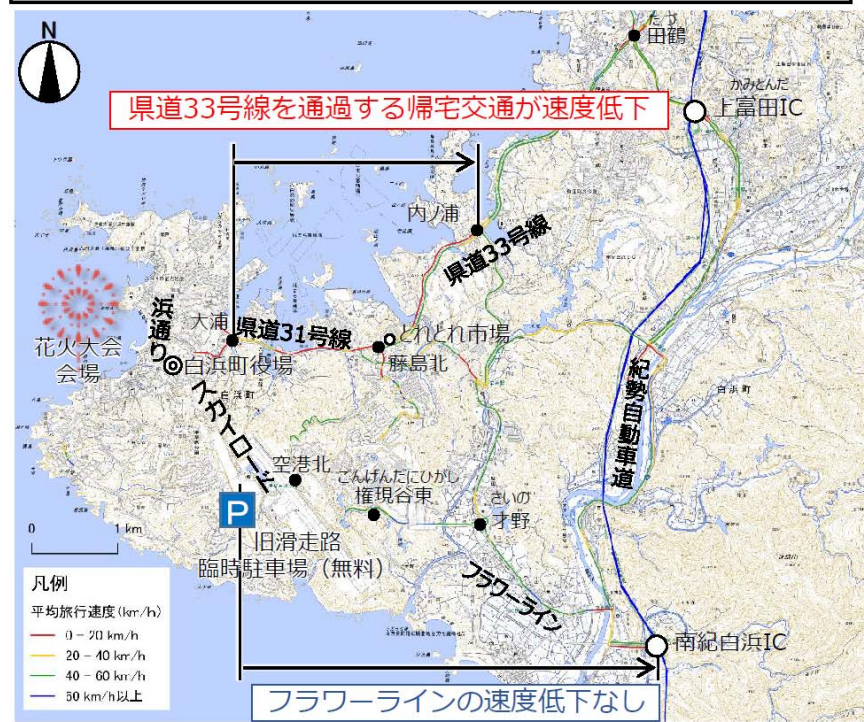 N
たづ
田鶴
かみとんだ
上富田IC
県道33号線を通過する帰宅交通が速度低下
内ノ浦
県道33号線
花火大会
会場
浜通り
大浦
県道31号線
とれとれ市場
藤島北
白浜町役場
白浜町
スカイロード
紀勢自動車道
白浜町
空港北
ごんげんだにひがし
権現谷東
さいの
才野
P
旧滑走路
臨時駐車場（無料）
フラワーライン
南紀白浜IC
0 1 km
凡例
平均旅行速度(km/h)
0 - 20 km/h
20 - 40 km/h
40 - 60 km/h
60 km/h以上
フラワーラインの速度低下なし